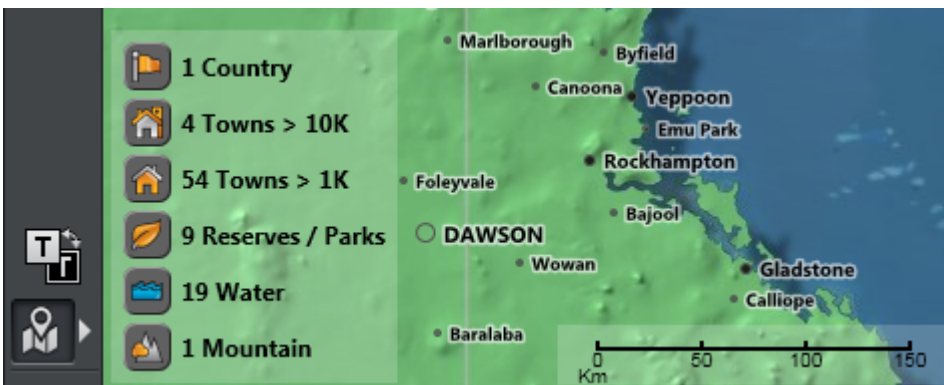 1 Country
4 Towns > 10K
54 Towns > 1K
9 Reserves / Parks
19 Water
1 Mountain
T
r
Marlborough
Byfield
Canoona
Yeppoon
Emu Park
Rockhampton
Foleyvale
Bajool
DAWSON
Wowan
Gladstone
Calliope
Baralaba
0 50 100 150
Km